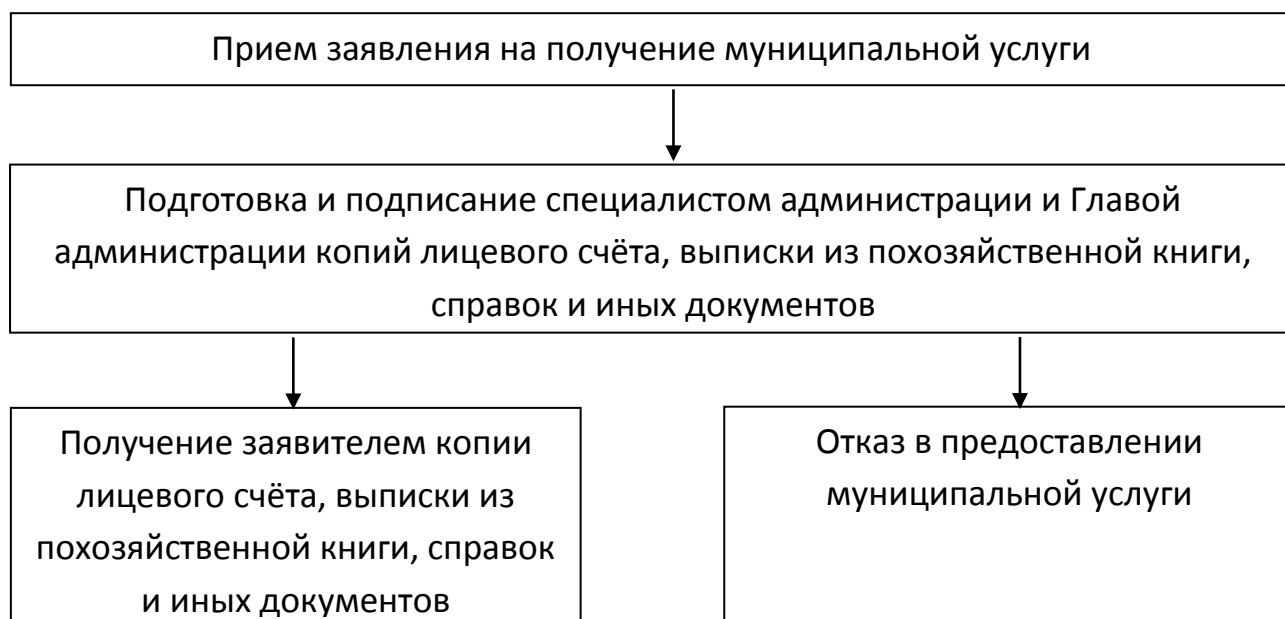 Прием заявления на получение муниципальной услуги
Подготовка и подписание специалистом администрации и Главой
администрации копий лицевого счёта, выписки из похозяйственной книги,
справок и иных документов
Получение заявителем копии
лицевого счёта, выписки из
похозяйственной книги, справок
и иных документов
Отказ в предоставлении
муниципальной услуги